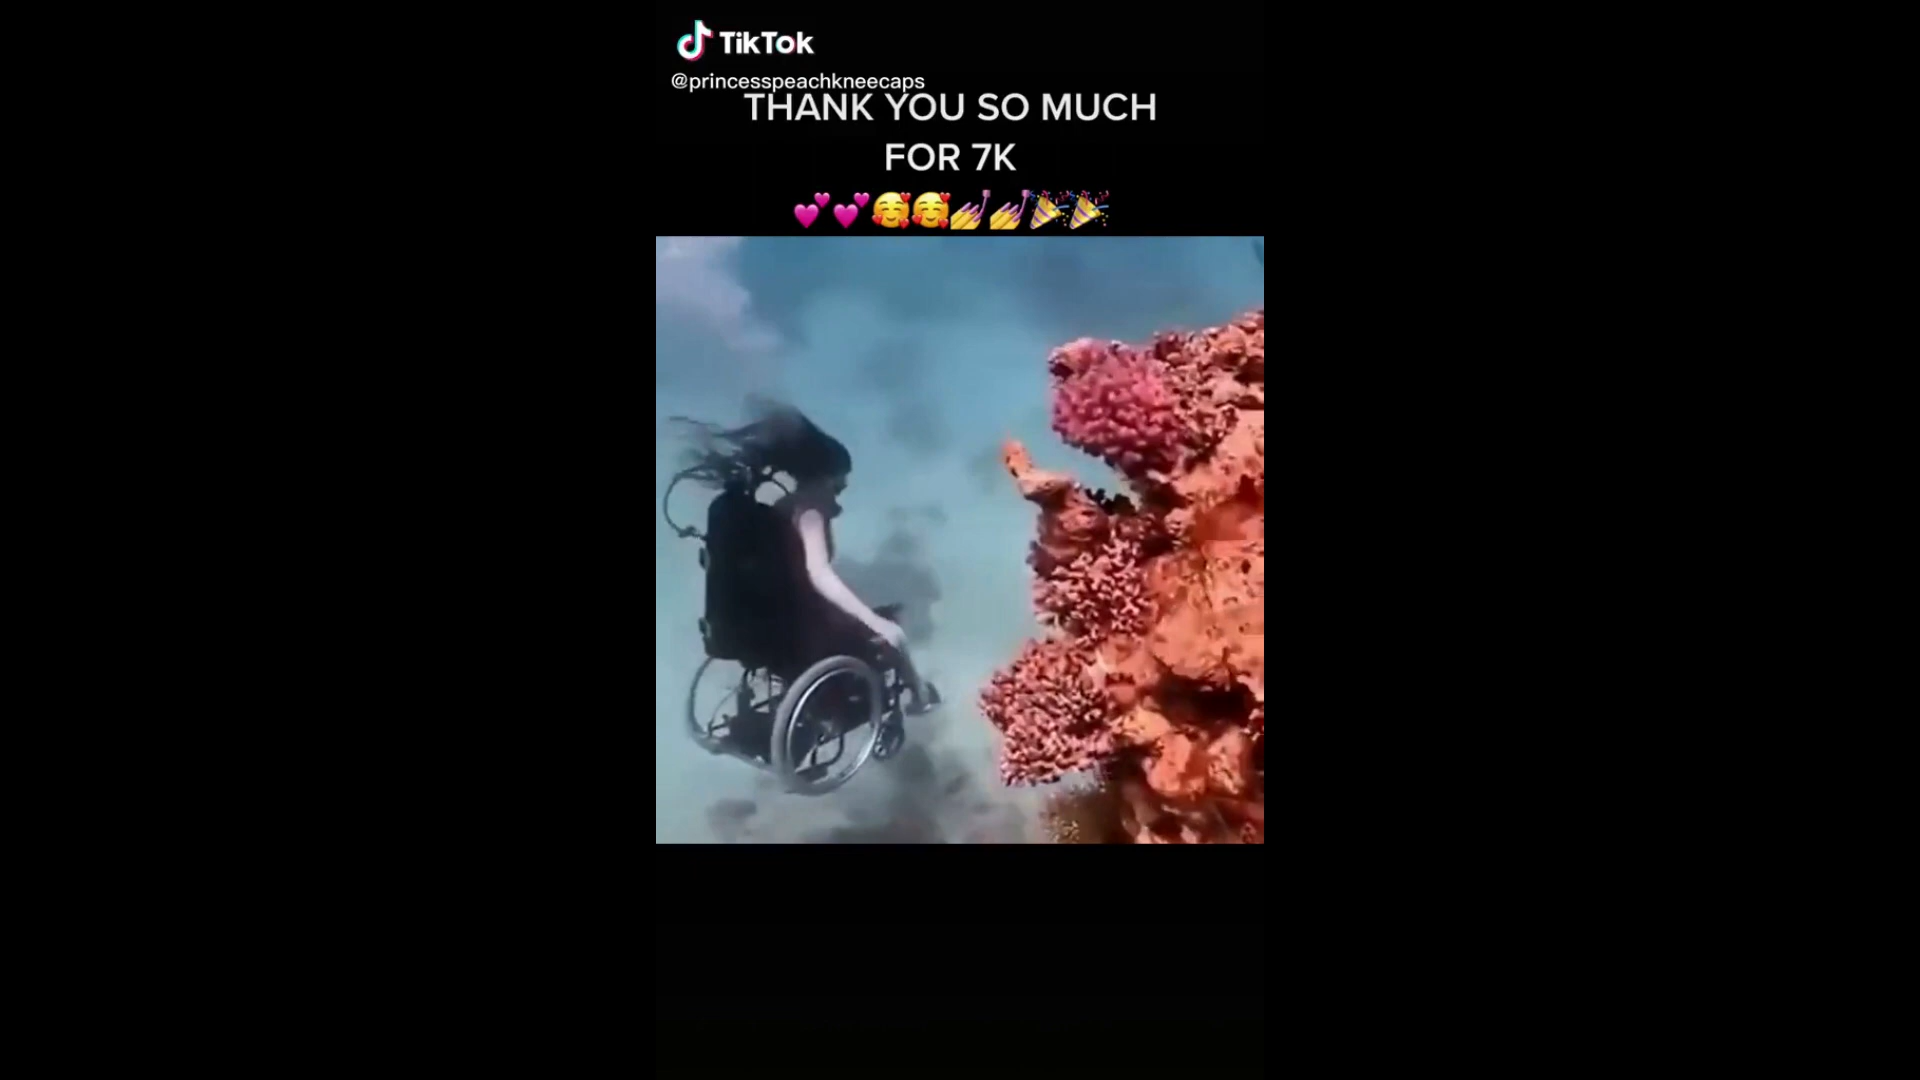 TikTok
@princesspeachkneecaps
THANK YOU SO MUCH
FOR 7K
💕💕🥰🥰💅💅🎉🎉